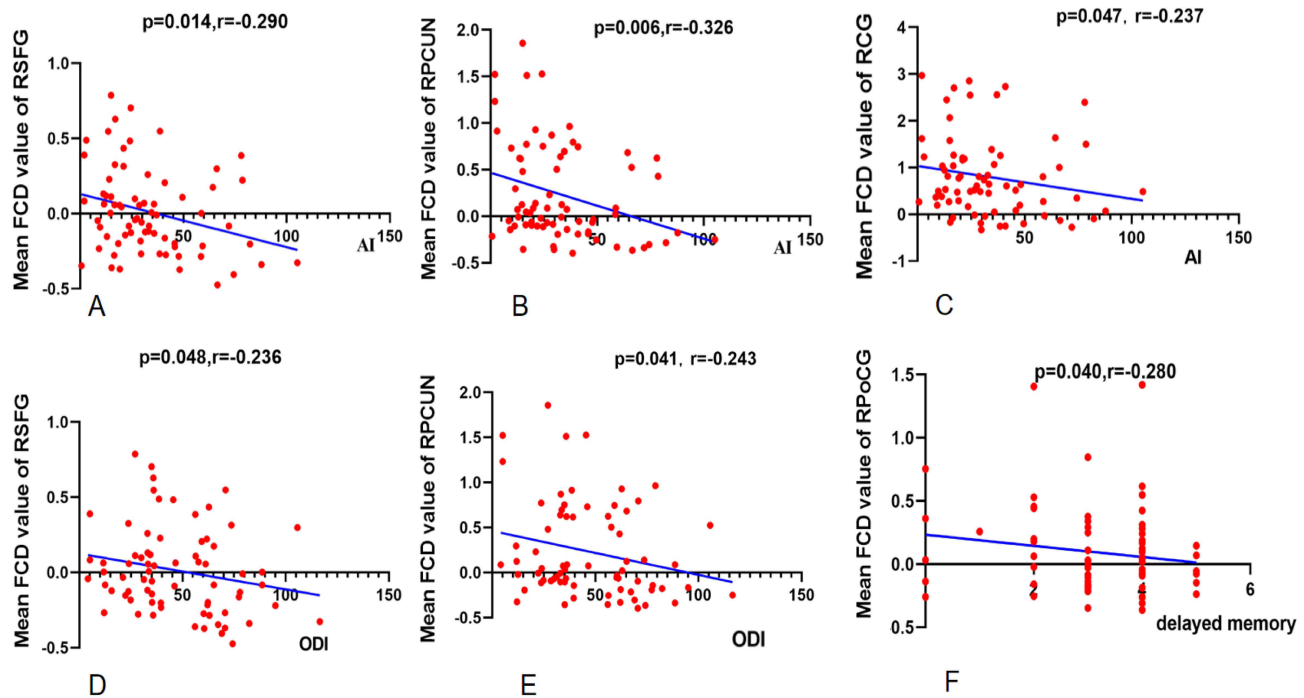 p=0.014,r=-0.290
Mean FCD value of RSFG
1.0
0.5
0.0
-0.5
50
100
150
AI
A
p=0.006,r=-0.326
Mean FCD value of RPCUN
2.0
1.5
1.0
0.5
0.0
-0.5
50
100
150
AI
B
p=0.047, r=-0.237
Mean FCD value of RCG
4
3
2
1
0
-1
50
100
150
AI
C
p=0.048,r=-0.236
Mean FCD value of RSFG
1.0
0.5
0.0
-0.5
50
100
150
ODI
D
p=0.041, r=-0.243
Mean FCD value of RPCUN
2.0
1.5
1.0
0.5
0.0
-0.5
50
100
150
ODI
E
p=0.040,r=-0.280
Mean FCD value of RPoCG
1.5
1.0
0.5
0.0
0.5
2
4
6
delayed memory
F